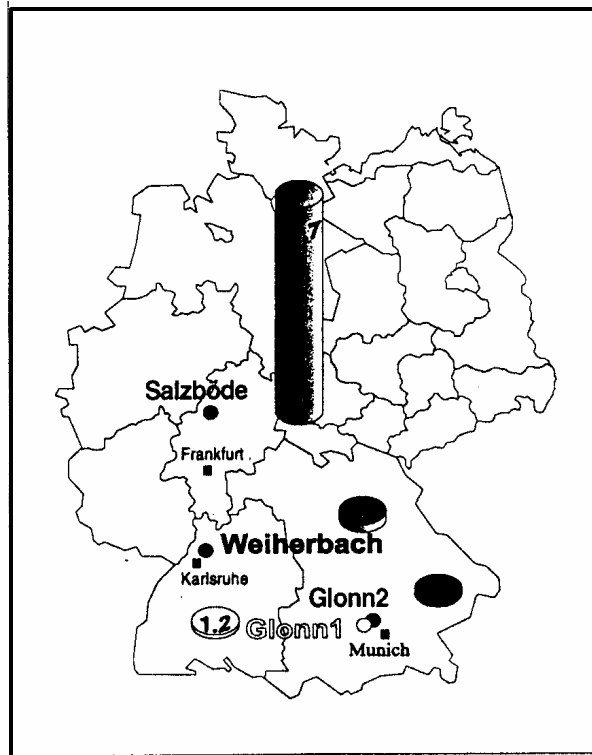 7
Salzböde
Frankfurt
Weiherbach
Karlsruhe
Glonn2
1.2 Glonn1
Munich